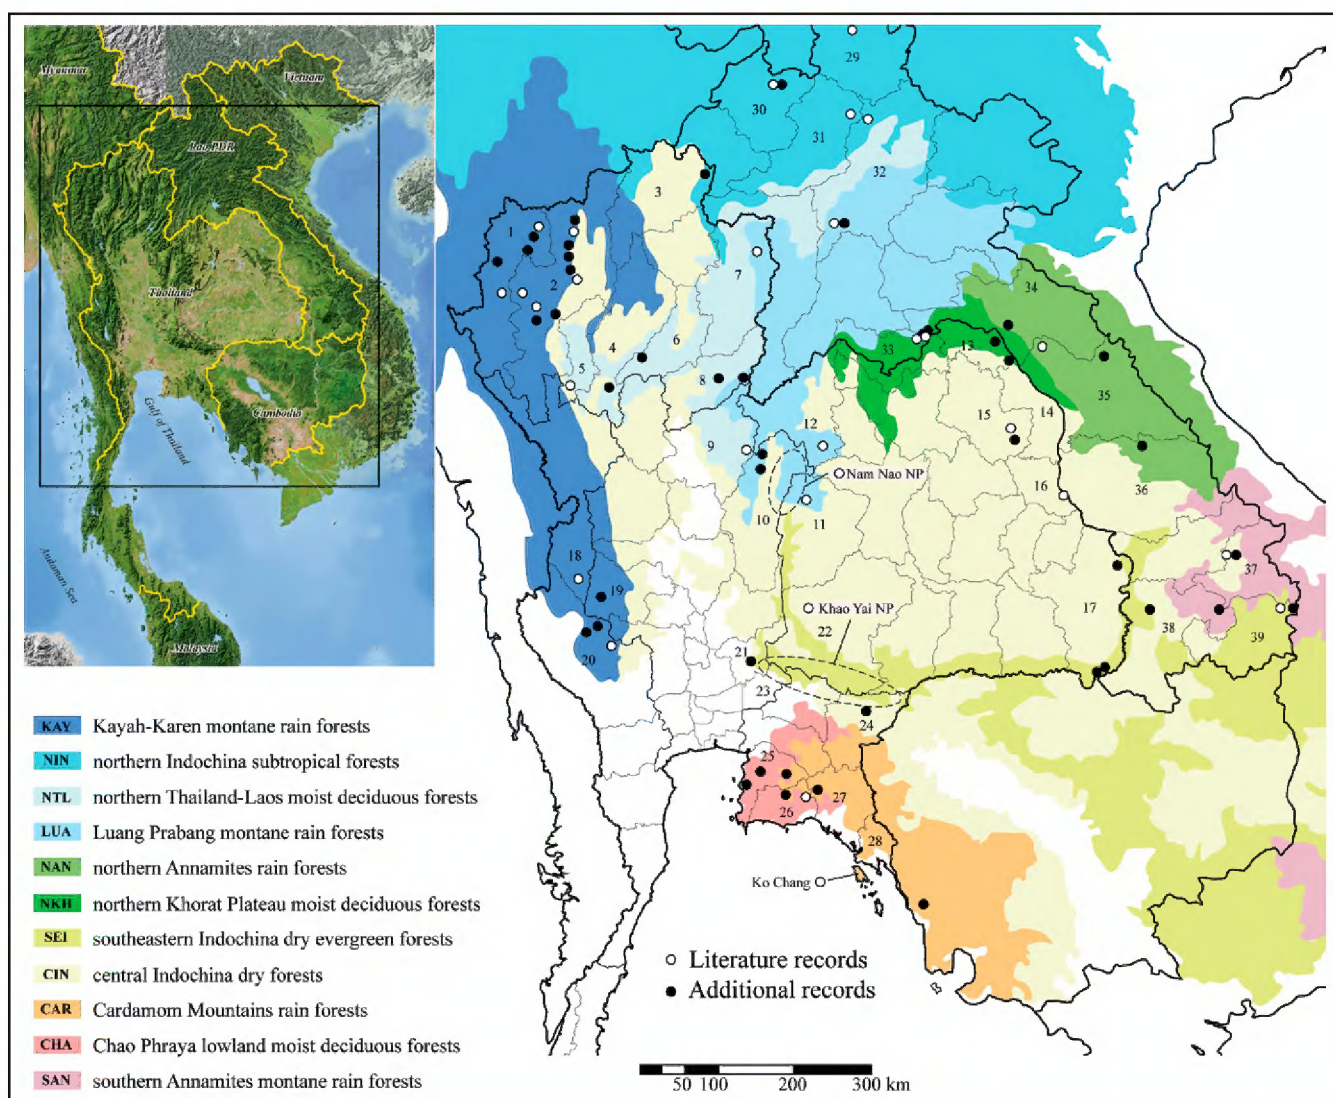 Myanmar
Vietnam
Lao PDR
Thailand
Cambodia
Gulf of Thailand
Andaman Sea
Malaysia
KAY Kayah-Karen montane rain forests
NIN northern Indochina subtropical forests
NTL northern Thailand-Laos moist deciduous forests
LUA Luang Prabang montane rain forests
NAN northern Annamites rain forests
NKH northern Khorat Plateau moist deciduous forests
SEI southeastern Indochina dry evergreen forests
CIN central Indochina dry forests
CAR Cardamom Mountains rain forests
CHA Chao Phraya lowland moist deciduous forests
SAN southern Annamites montane rain forests
29
30
31
32
3
1
2
7
34
6
4
5
33
13
8
35
15
14
12
9
Nam Nao NP
36
16
10
11
18
37
19
Khao Yai NP
17
22
38
39
20
21
23
24
25
27
26
28
Ko Chang
Literature records
Additional records
50 100 200 300 km